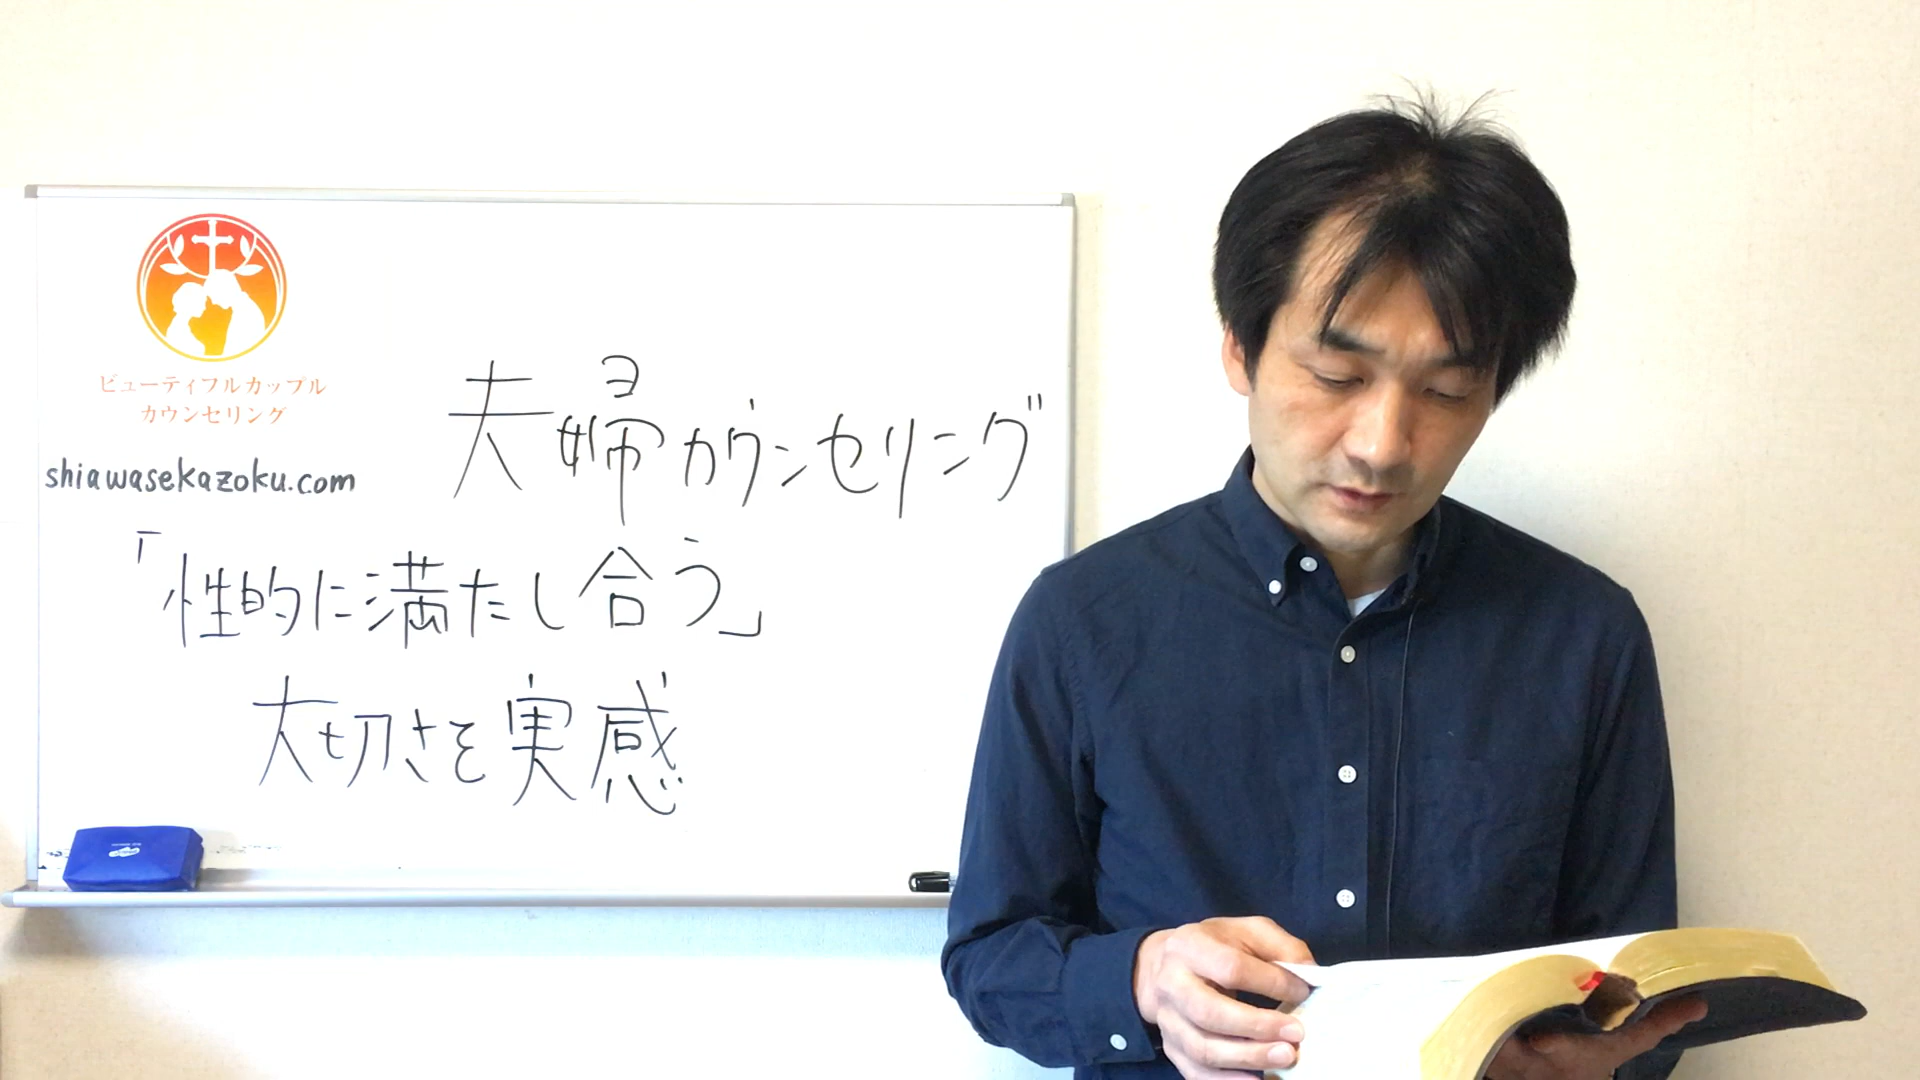 ビューティフルカップル
カウンセリング
shiawasekazoku.com
夫婦カウンセリング
「性的に満たし合う」
大切さを実感